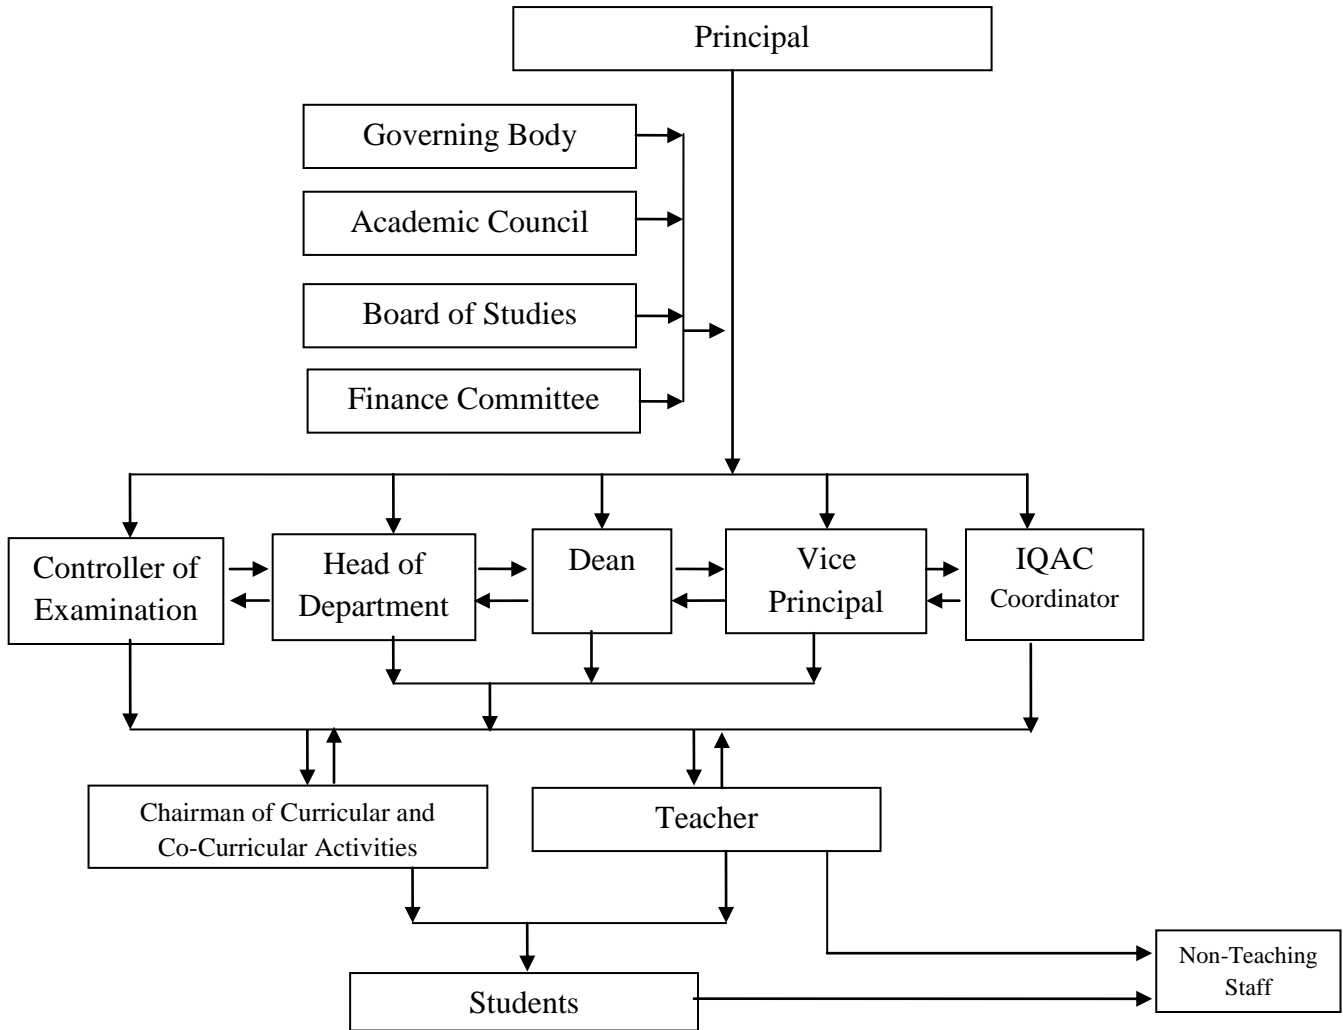 Principal
Governing Body
Academic Council
Board of Studies
Finance Committee
Controller of
Examination
Head of
Department
Dean
Vice
Principal
IQAC
Coordinator
Chairman of Curricular and
Co-Curricular Activities
Teacher
Non-Teaching
Staff
Students